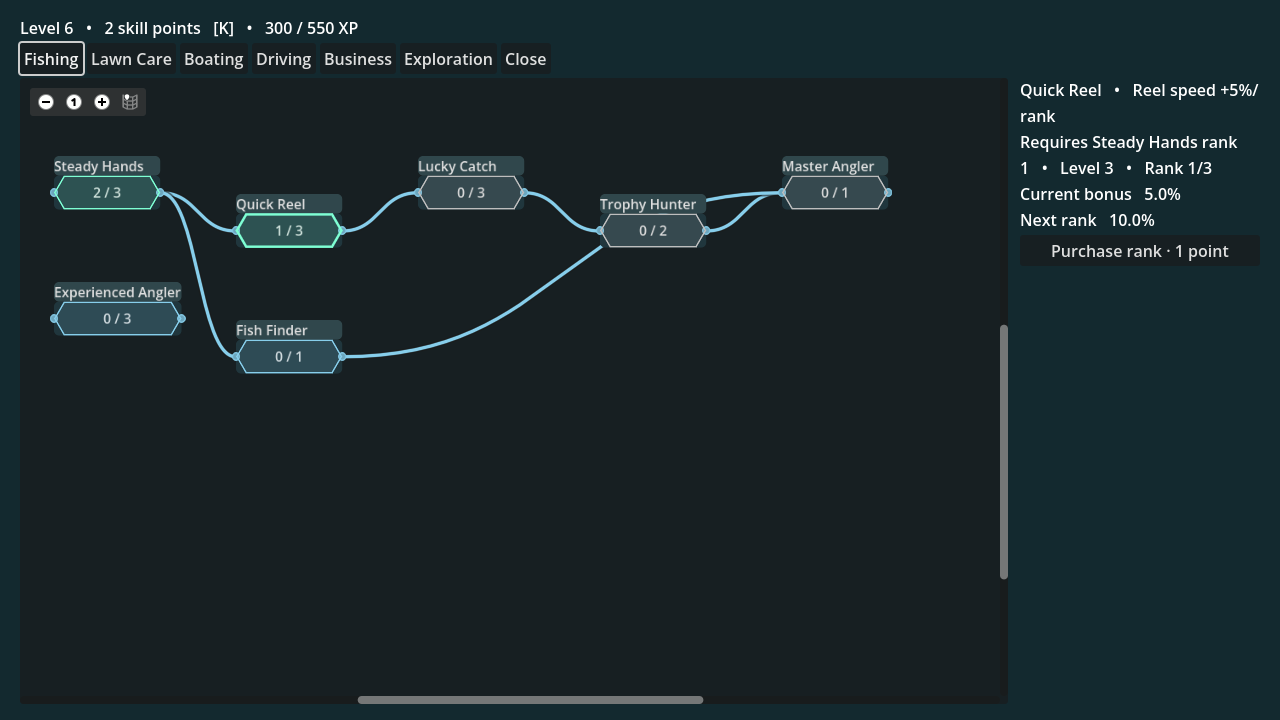 Level 6 • 2 skill points [K] • 300 / 550 XP
Fishing Lawn Care Boating Driving Business Exploration Close
1
Quick Reel • Reel speed +5%/
rank
Requires Steady Hands rank
1 • Level 3 • Rank 1/3
Current bonus 5.0%
Next rank 10.0%
Purchase rank · 1 point
Steady Hands
2 / 3
Quick Reel
1 / 3
Lucky Catch
0 / 3
Trophy Hunter
0 / 2
Master Angler
0 / 1
Experienced Angler
0 / 3
Fish Finder
0 / 1